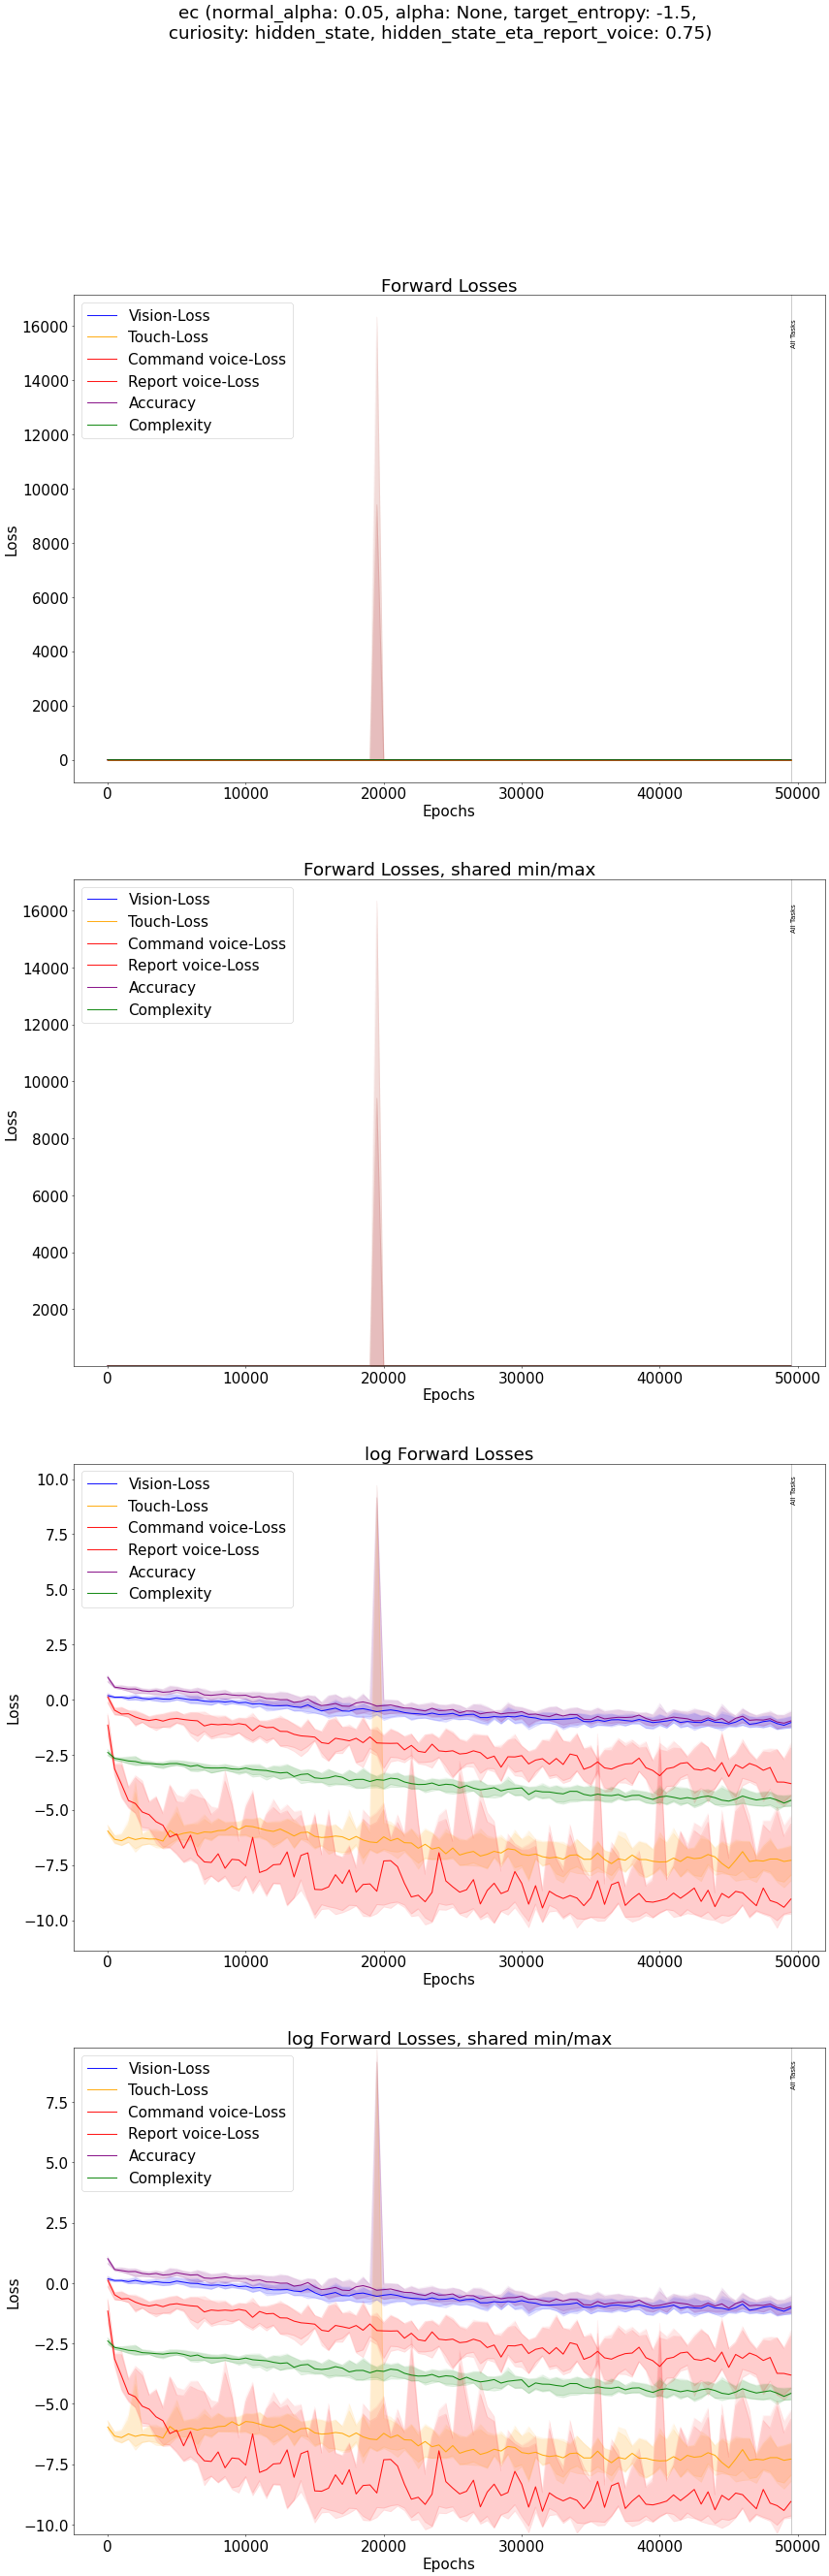 ec (normal_alpha: 0.05, alpha: None, target_entropy: -1.5,
curiosity: hidden_state, hidden_state_eta_report_voice: 0.75)
Forward Losses
Vision-Loss
Touch-Loss
Command voice-Loss
Report voice-Loss
Accuracy
Complexity
All Tasks
16000
14000
12000
10000
8000
6000
4000
2000
0
Loss
0 10000 20000 30000 40000 50000
Epochs
Forward Losses, shared min/max
Vision-Loss
Touch-Loss
Command voice-Loss
Report voice-Loss
Accuracy
Complexity
All Tasks
16000
14000
12000
10000
8000
6000
4000
2000
Loss
0 10000 20000 30000 40000 50000
Epochs
log Forward Losses
Vision-Loss
Touch-Loss
Command voice-Loss
Report voice-Loss
Accuracy
Complexity
All Tasks
10.0
7.5
5.0
2.5
0.0
−2.5
−5.0
−7.5
−10.0
Loss
0 10000 20000 30000 40000 50000
Epochs
log Forward Losses, shared min/max
Vision-Loss
Touch-Loss
Command voice-Loss
Report voice-Loss
Accuracy
Complexity
All Tasks
7.5
5.0
2.5
0.0
−2.5
−5.0
−7.5
−10.0
Loss
0 10000 20000 30000 40000 50000
Epochs